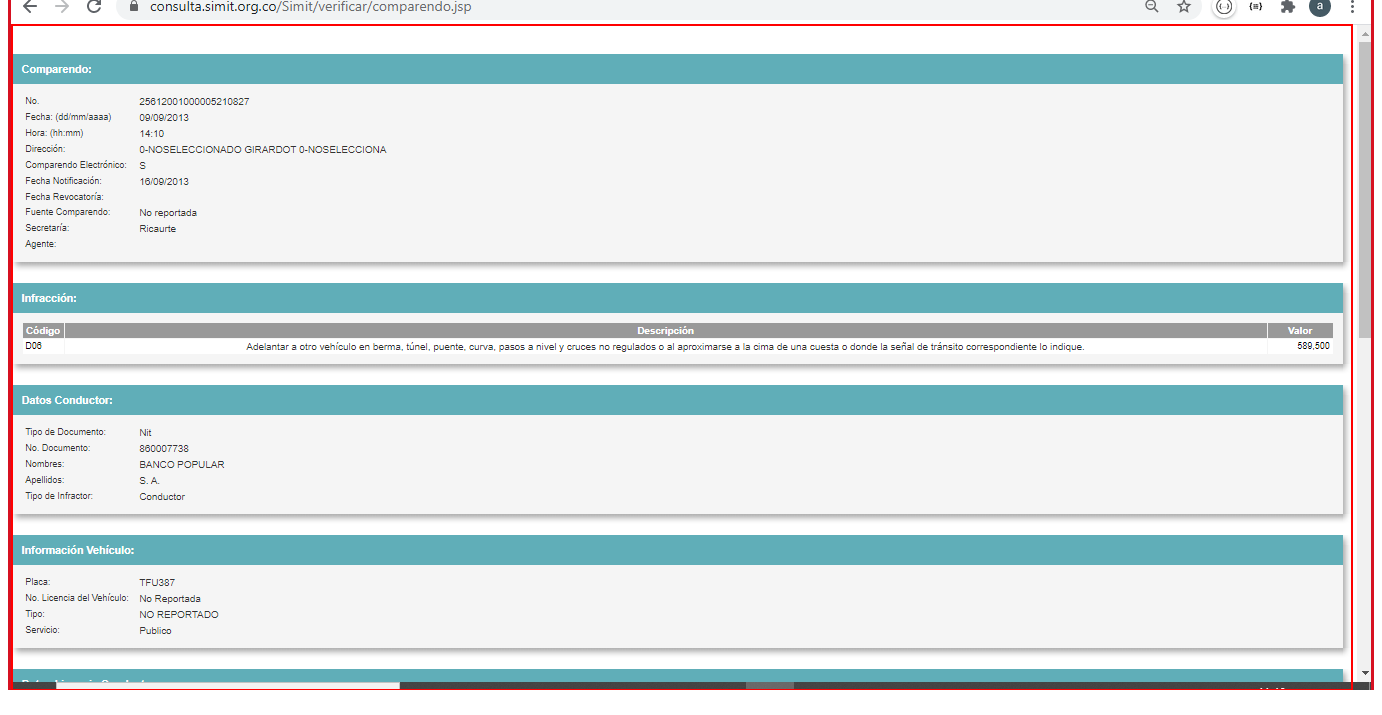 consulta.simit.org.co/Simit/verificar/comparendo.jsp
a
Comparendo:
No. 25612001000005210827
Fecha: (dd/mm/aaaa) 09/09/2013
Hora: (hh:mm) 14:10
Dirección: 0-NOSELECCIONADO GIRARDOT 0-NOSELECCIONA
Comparendo Electrónico: S
Fecha Notificación: 16/09/2013
Fecha Revocatoría:
Fuente Comparendo: No reportada
Secretaría: Ricaurte
Agente:
Infracción:
Código Descripción Valor
D06 Adelantar a otro vehículo en berma, túnel, puente, curva, pasos a nivel y cruces no regulados o al aproximarse a la cima de una cuesta o donde la señal de tránsito correspondiente lo indique. 589,500
Datos Conductor:
Tipo de Documento: Nit
No. Documento: 860007738
Nombres: BANCO POPULAR
Apellidos: S. A.
Tipo de Infractor: Conductor
Información Vehículo:
Placa: TFU387
No. Licencia del Vehículo: No Reportada
Tipo: NO REPORTADO
Servicio: Publico